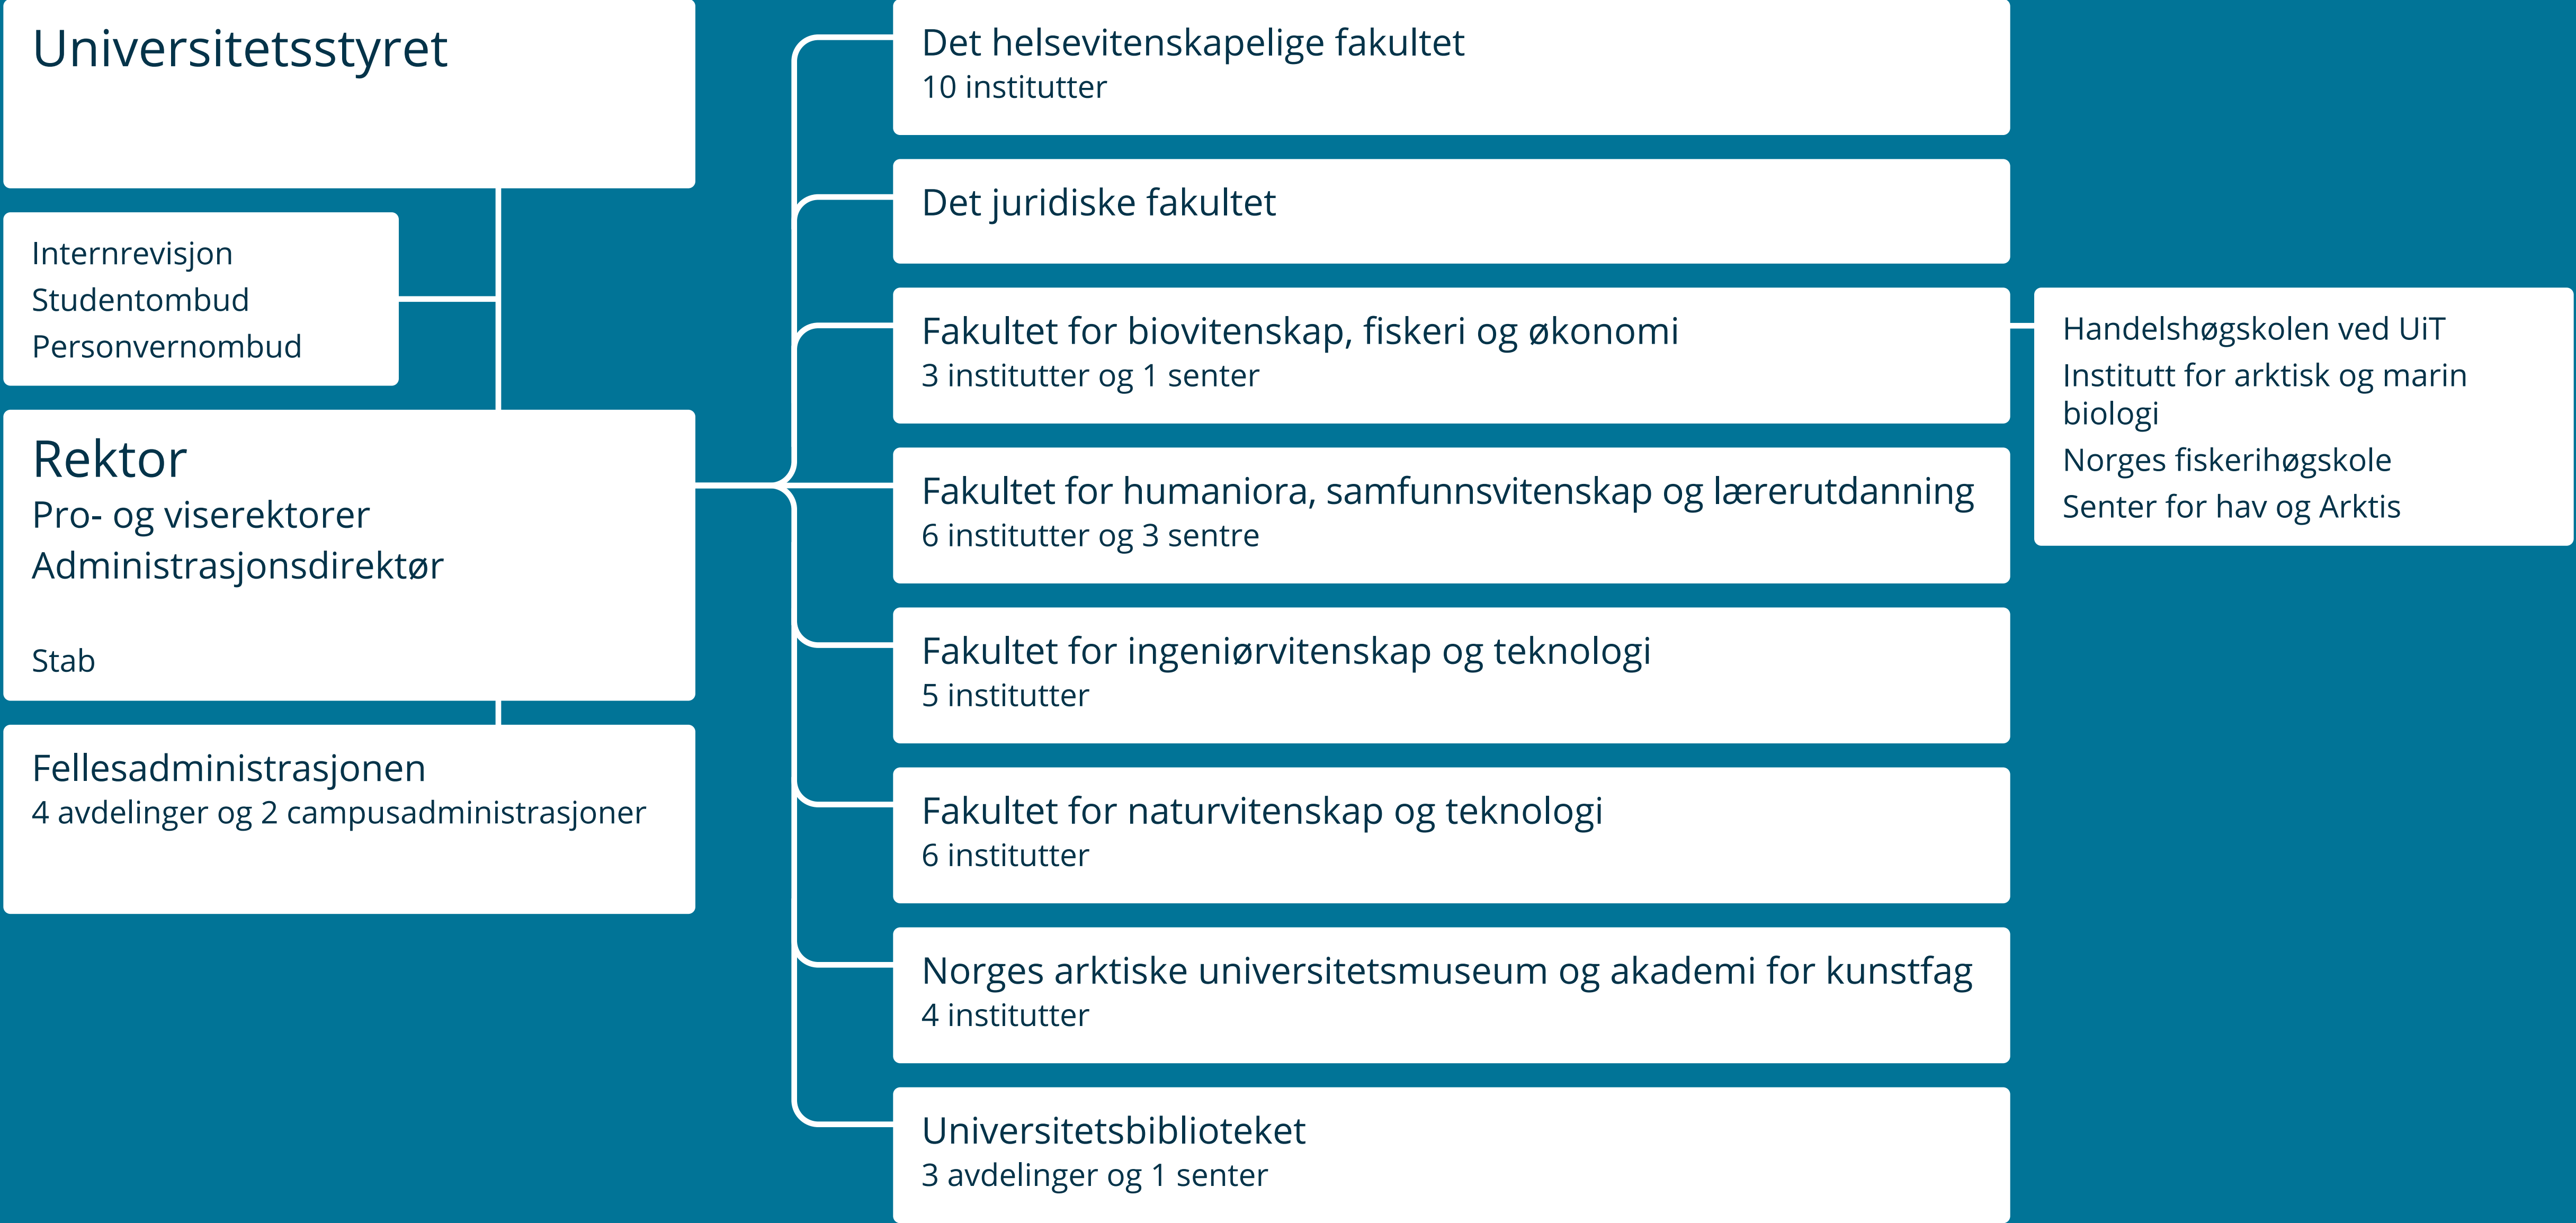 Universitetsstyret
Internrevisjon
Studentombud
Personvernombud
Rektor
Pro- og viserektorer
Administrasjonsdirektør
Stab
Fellesadministrasjonen
4 avdelinger og 2 campusadministrasjoner
Det helsevitenskapelige fakultet
10 institutter
Det juridiske fakultet
Fakultet for biovitenskap, fiskeri og økonomi
3 institutter og 1 senter
Handelshøgskolen ved UiT
Institutt for arktisk og marin
biologi
Norges fiskerihøgskole
Senter for hav og Arktis
Fakultet for humaniora, samfunnsvitenskap og lærerutdanning
6 institutter og 3 sentre
Fakultet for ingeniørvitenskap og teknologi
5 institutter
Fakultet for naturvitenskap og teknologi
6 institutter
Norges arktiske universitetsmuseum og akademi for kunstfag
4 institutter
Universitetsbiblioteket
3 avdelinger og 1 senter